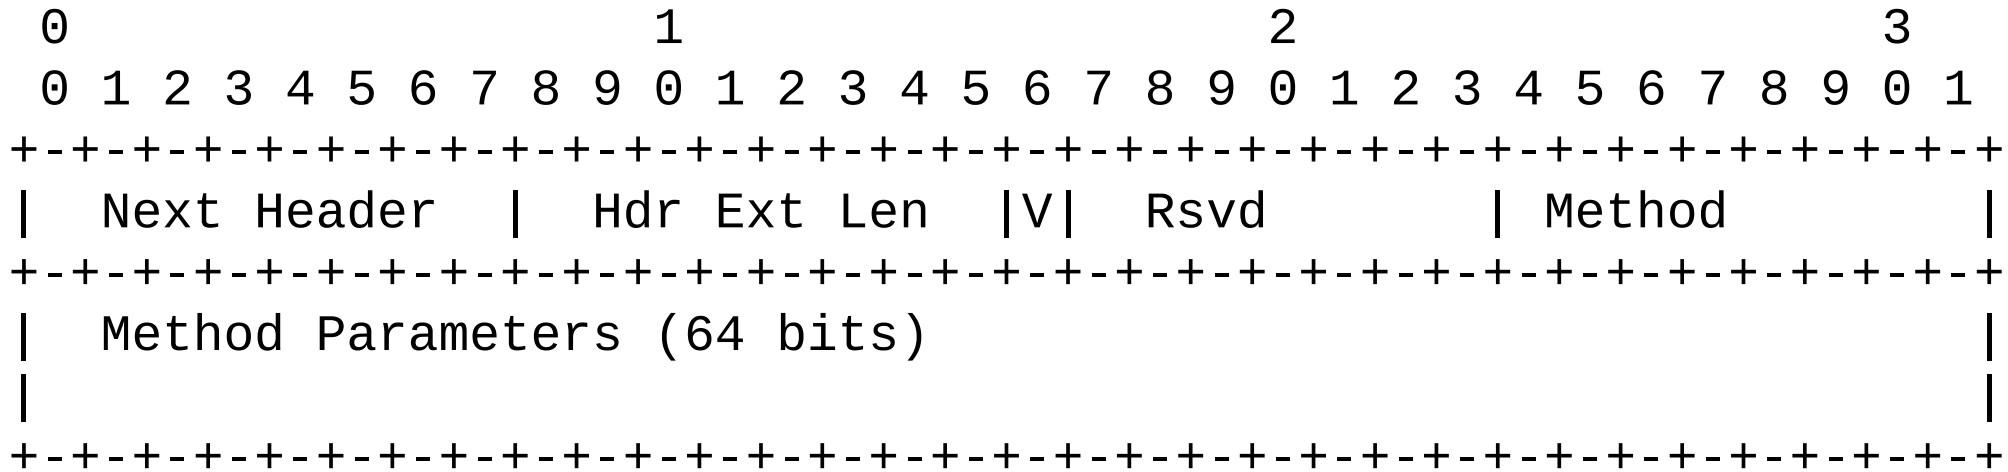 0                   1                   2                   3
 0 1 2 3 4 5 6 7 8 9 0 1 2 3 4 5 6 7 8 9 0 1 2 3 4 5 6 7 8 9 0 1
+-+-+-+-+-+-+-+-+-+-+-+-+-+-+-+-+-+-+-+-+-+-+-+-+-+-+-+-+-+-+-+-+
|  Next Header  |  Hdr Ext Len  |V|  Rsvd       | Method        |
+-+-+-+-+-+-+-+-+-+-+-+-+-+-+-+-+-+-+-+-+-+-+-+-+-+-+-+-+-+-+-+-+
|  Method Parameters (64 bits)                                  |
|                                                               |
+-+-+-+-+-+-+-+-+-+-+-+-+-+-+-+-+-+-+-+-+-+-+-+-+-+-+-+-+-+-+-+-+